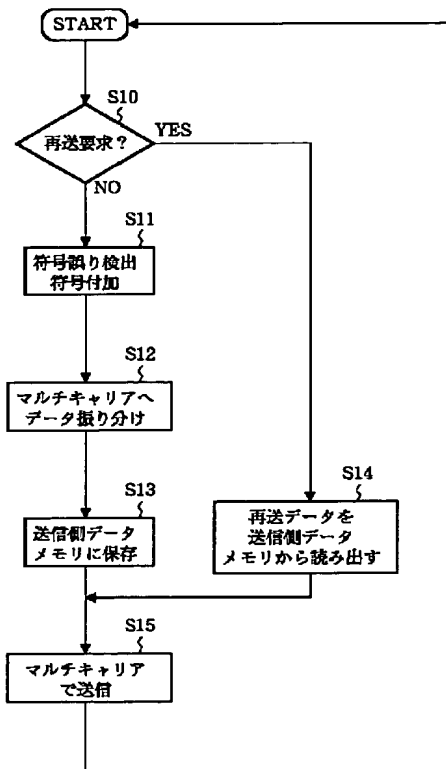 START
S10
再送要求？
YES
NO
S11
符号誤り検出
符号付加
S12
マルチキャリアへ
データ振り分け
S13
送信側データ
メモリに保存
S14
再送データを
送信側データ
メモリから読み出す
S15
マルチキャリア
で送信